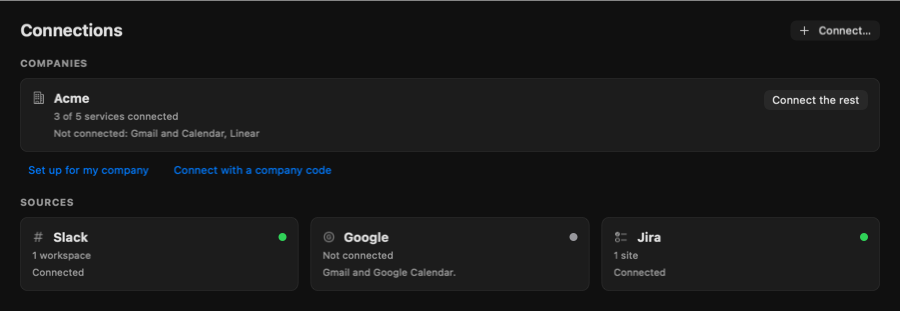 Connections
+ Connect...
COMPANIES
Acme
3 of 5 services connected
Not connected: Gmail and Calendar, Linear
Connect the rest
Set up for my company
Connect with a company code
SOURCES
# Slack
1 workspace
Connected
Google
Not connected
Gmail and Google Calendar.
Jira
1 site
Connected